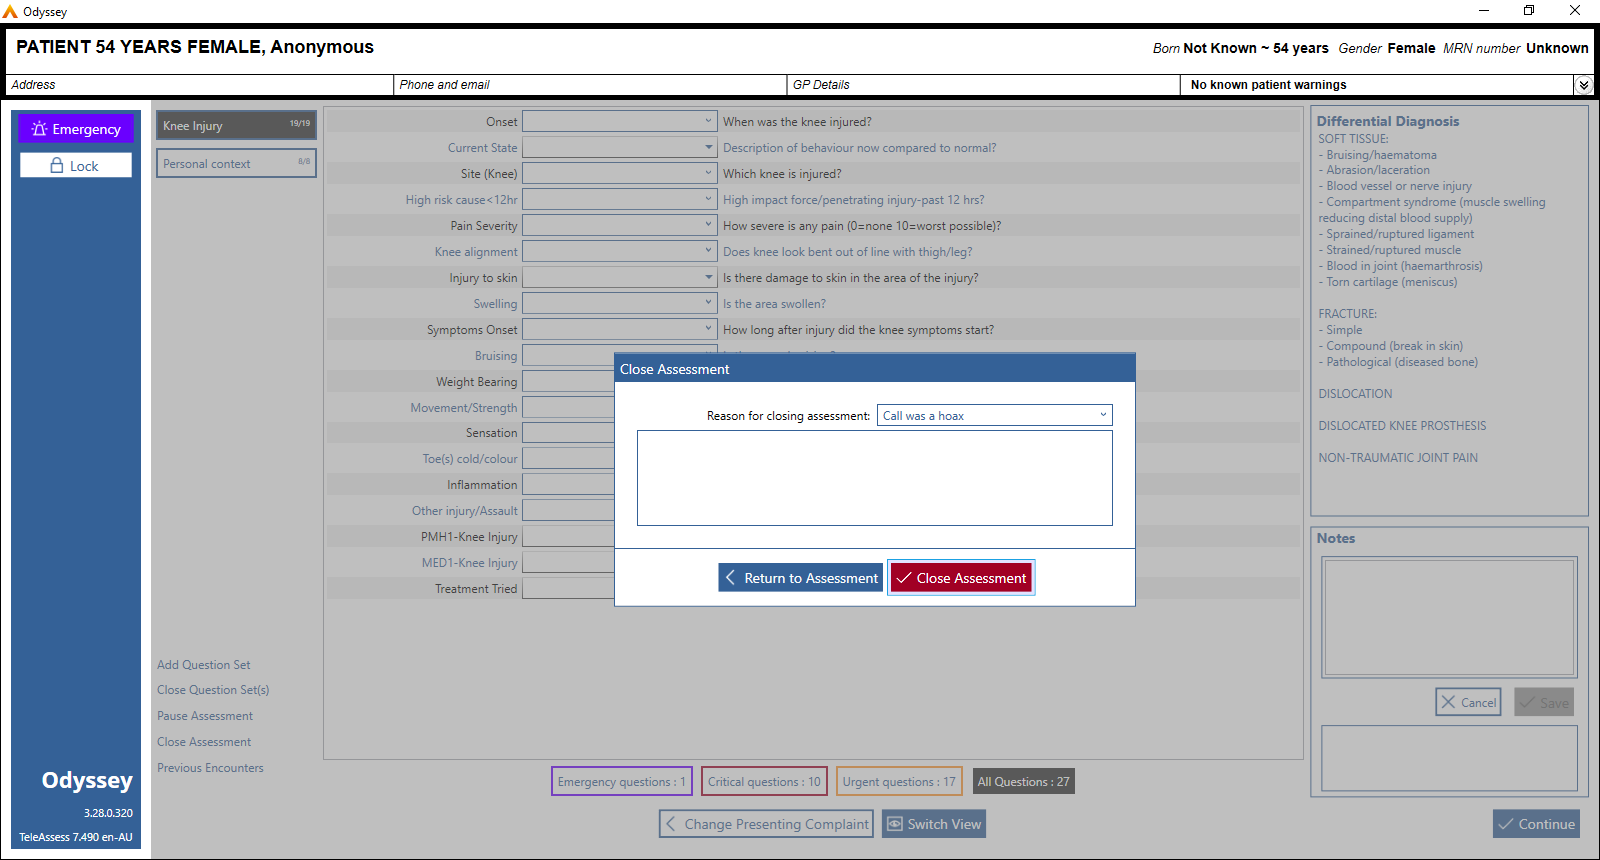 Odyssey
PATIENT 54 YEARS FEMALE, Anonymous
Born Not Known ~ 54 years Gender Female MRN number Unknown
Address
Phone and email
GP Details
No known patient warnings
Emergency
Lock
Knee Injury 19/19
Personal context 8/8
Onset When was the knee injured?
Current State Description of behaviour now compared to normal?
Site (Knee) Which knee is injured?
High risk cause<12hr High impact force/penetrating injury-past 12 hrs?
Pain Severity How severe is any pain (0=none 10=worst possible)?
Knee alignment Does knee look bent out of line with thigh/leg?
Injury to skin Is there damage to skin in the area of the injury?
Swelling Is the area swollen?
Symptoms Onset How long after injury did the knee symptoms start?
Bruising
Weight Bearing
Movement/Strength
Sensation
Toe(s) cold/colour
Inflammation
Other injury/Assault
PMH1-Knee Injury
MED1-Knee Injury
Treatment Tried
Close Assessment
Reason for closing assessment: Call was a hoax
Return to Assessment
Close Assessment
Differential Diagnosis
SOFT TISSUE:
- Bruising/haematoma
- Abrasion/laceration
- Blood vessel or nerve injury
- Compartment syndrome (muscle swelling
reducing distal blood supply)
- Sprained/ruptured ligament
- Strained/ruptured muscle
- Blood in joint (haemarthrosis)
- Torn cartilage (meniscus)
FRACTURE:
- Simple
- Compound (break in skin)
- Pathological (diseased bone)
DISLOCATION
DISLOCATED KNEE PROSTHESIS
NON-TRAUMATIC JOINT PAIN
Notes
Cancel
Save
Add Question Set
Close Question Set(s)
Pause Assessment
Close Assessment
Previous Encounters
Odyssey
3.28.0.320
TeleAssess 7.490 en-AU
Emergency questions : 1
Critical questions : 10
Urgent questions : 17
All Questions : 27
Change Presenting Complaint
Switch View
Continue